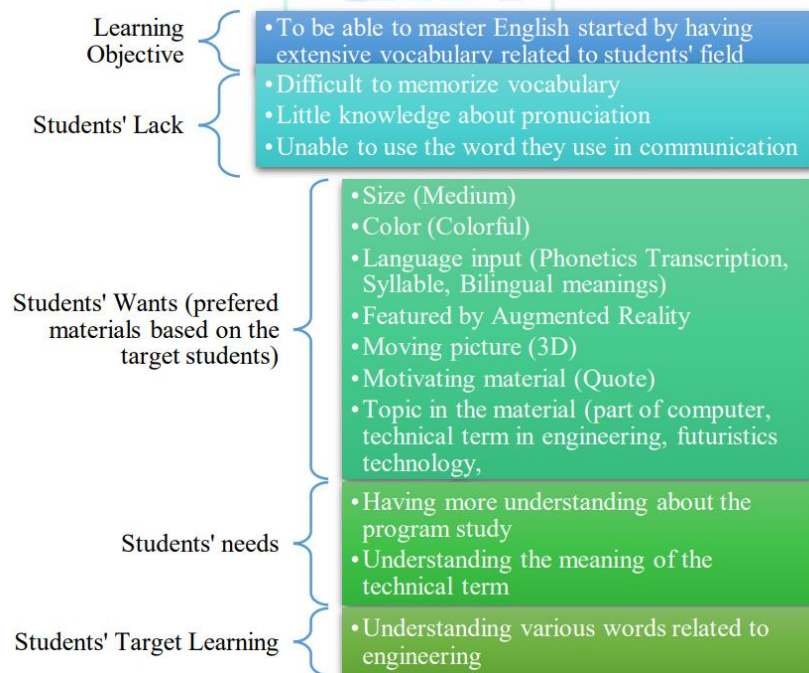 Learning
Objective
•To be able to master English started by having
extensive vocabulary related to students' field
Students' Lack
•Difficult to memorize vocabulary
•Little knowledge about pronuciation
•Unable to use the word they use in communication
Students' Wants (prefered
materials based on the
target students)
•Size (Medium)
•Color (Colorful)
•Language input (Phonetics Transcription,
Syllable, Bilingual meanings)
•Featured by Augmented Reality
•Moving picture (3D)
•Motivating material (Quote)
•Topic in the material (part of computer,
technical term in engineering, futuristics
technology,
Students' needs
•Having more understanding about the
program study
•Understanding the meaning of the
technical term
Students' Target Learning
•Understanding various words related to
engineering